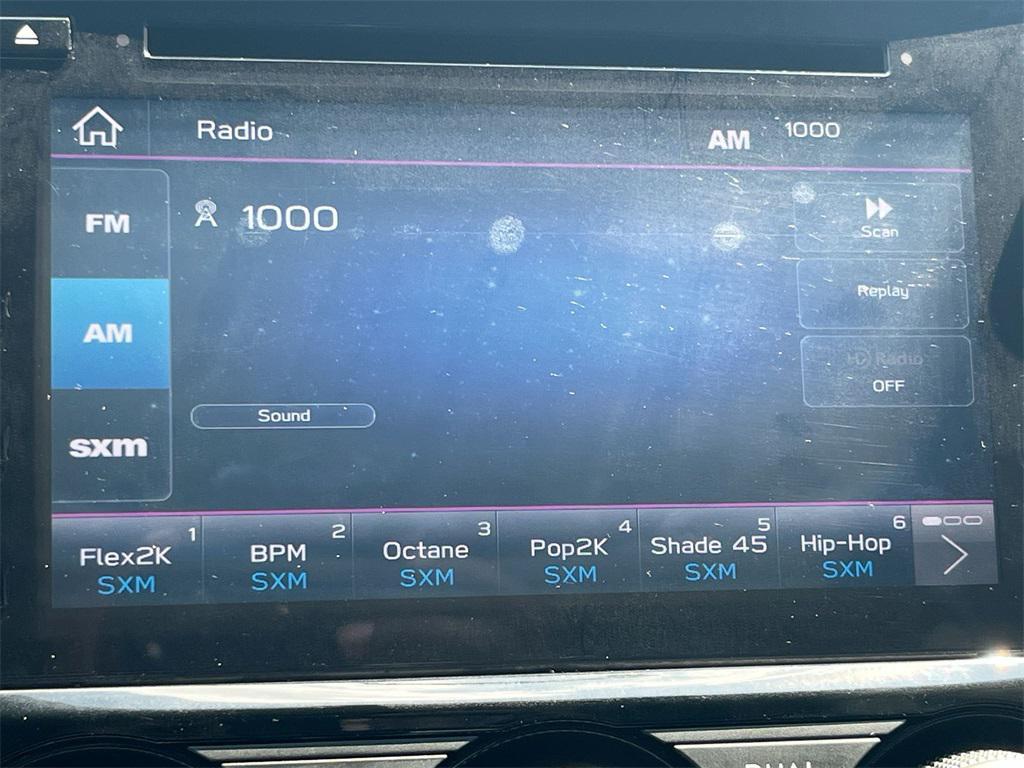 Radio
AM 1000
FM
1000
Scan
Replay
AM
HD Radio
OFF
Sound
sxm
1 2 3 4 5 6
Flex2K BPM Octane Pop2K Shade 45 Hip-Hop
SXM SXM SXM SXM SXM SXM
DUAL